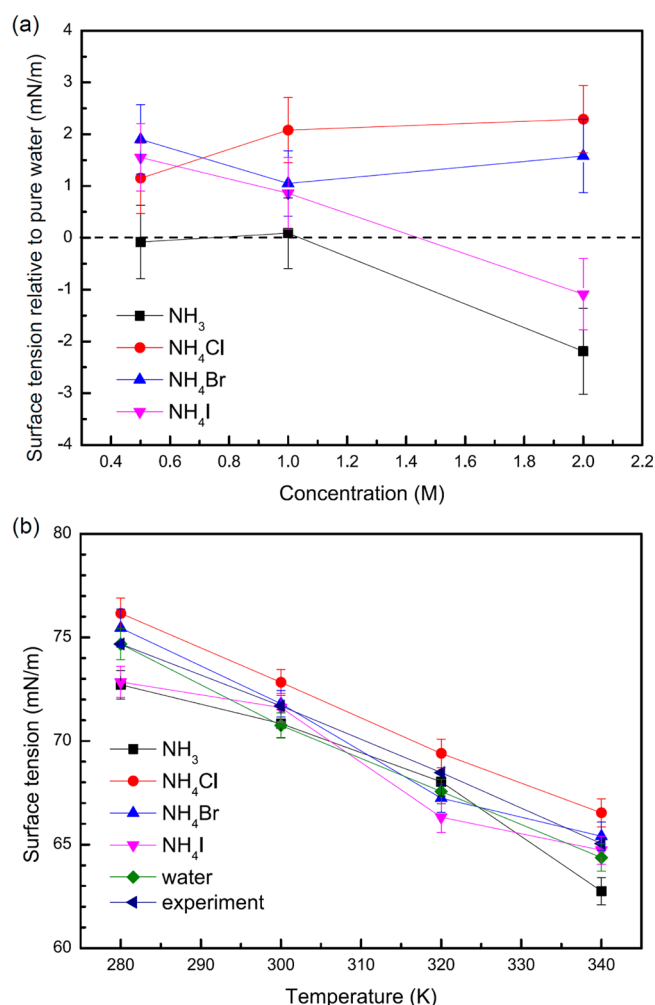 (a)
Surface tension relative to pure water (mN/m)
4
3
2
1
0
-1
-2
-3
-4
NH₃
NH₄Cl
NH₄Br
NH₄I
0.4 0.6 0.8 1.0 1.2 1.4 1.6 1.8 2.0 2.2
Concentration (M)
(b)
Surface tension (mN/m)
80
75
70
65
60
NH₃
NH₄Cl
NH₄Br
NH₄I
water
experiment
280 290 300 310 320 330 340
Temperature (K)